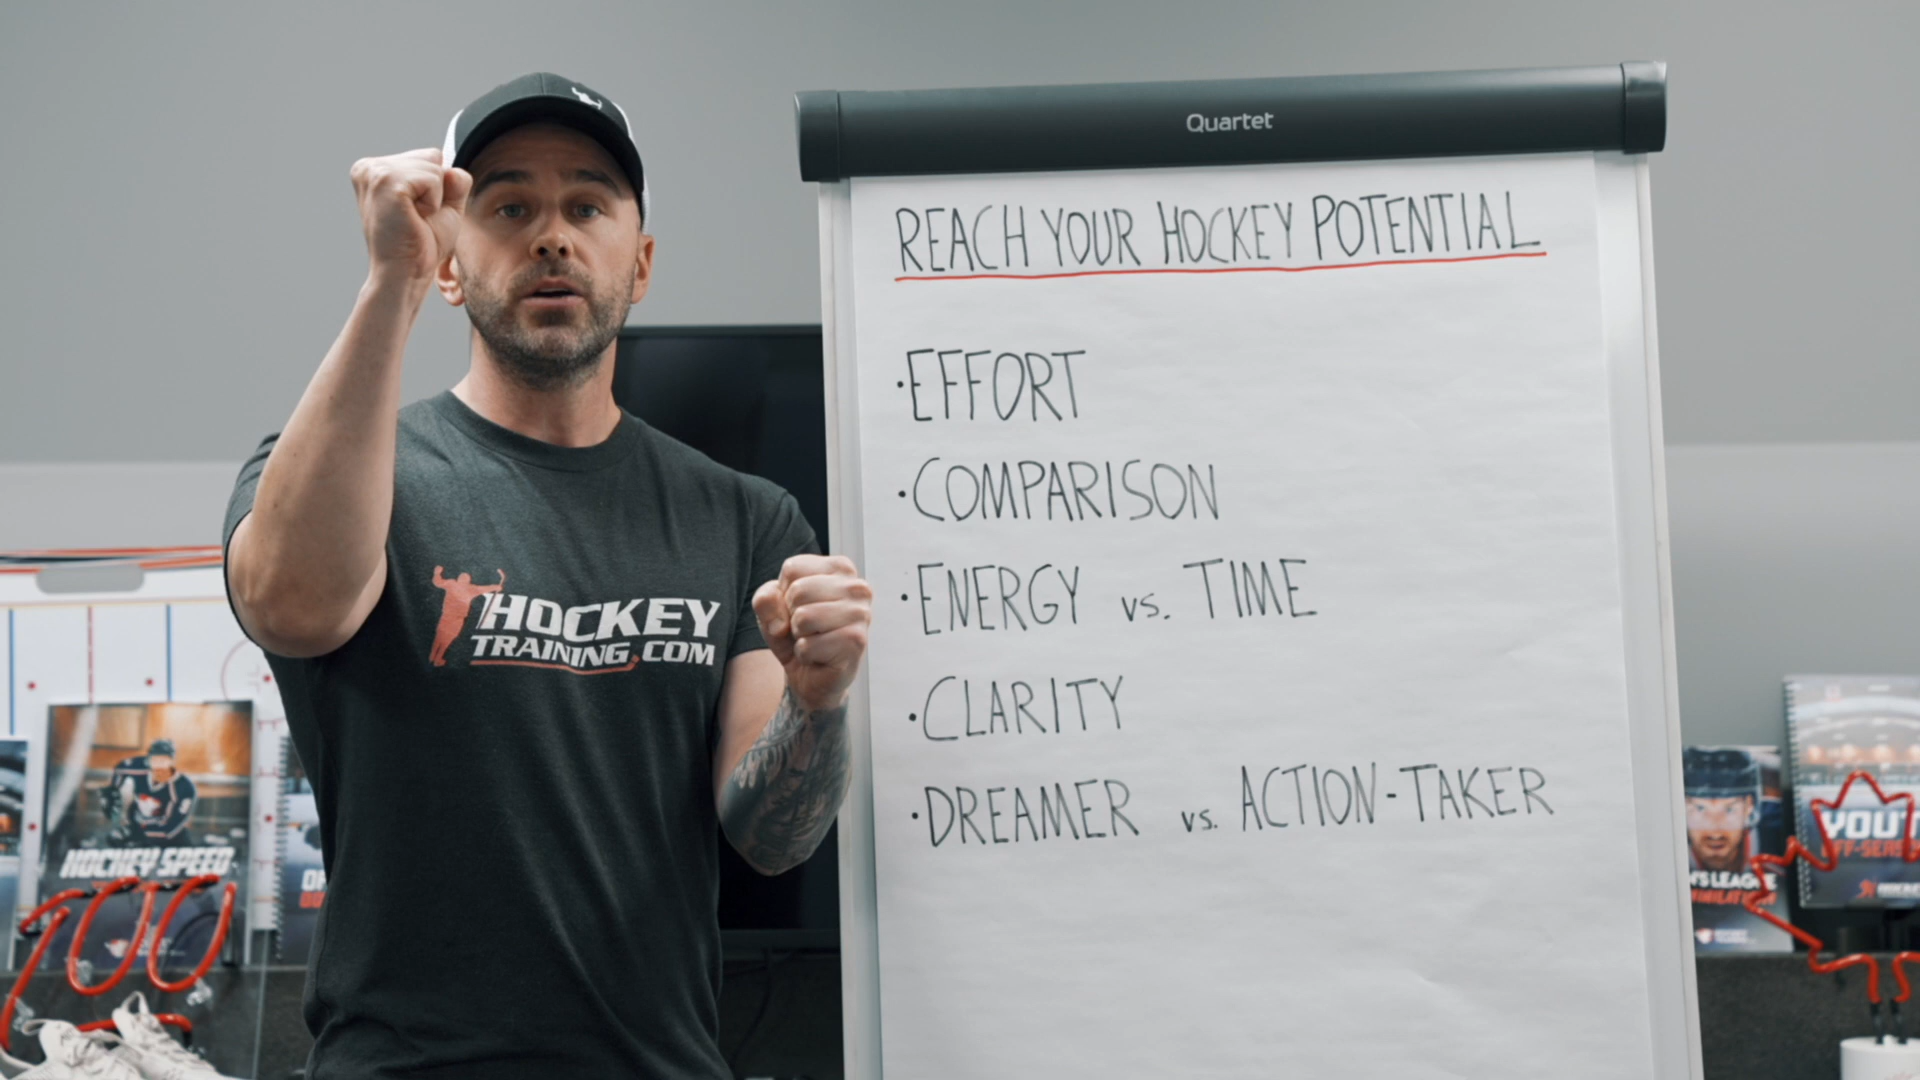 Quartet
REACH YOUR HOCKEY POTENTIAL
·EFFORT
·COMPARISON
·ENERGY vs. TIME
·CLARITY
·DREAMER vs. ACTION-TAKER
HOCKEY
TRAINING.COM
HOCKEY SPEED